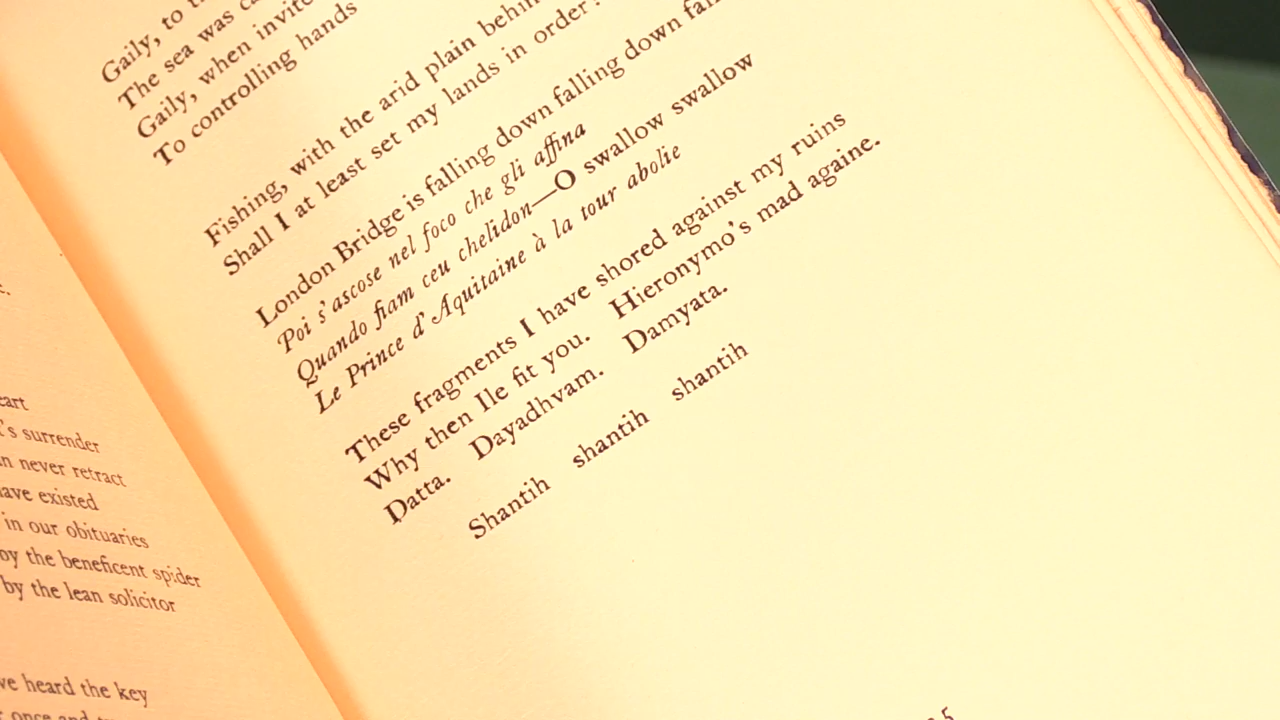 eart
t's surrender
n never retract
have existed
in our obituaries
by the beneficent spider
by the lean solicitor
ve heard the key
once and
Gaily, to
The sea was
Gaily, when
To controlling hands
Fishing, with the arid plain
Shall I at least set my lands in order?
London Bridge is falling down falling down
Poi s'ascose nel foco che gli affina
Quando fiam ceu chelidon—O swallow swallow
Le Prince d'Aquitaine à la tour abolie
These fragments I have shored against my ruins
Why then Ile fit you. Hieronymo's mad againe.
Datta. Dayadhvam. Damyata.
Shantih shantih shantih